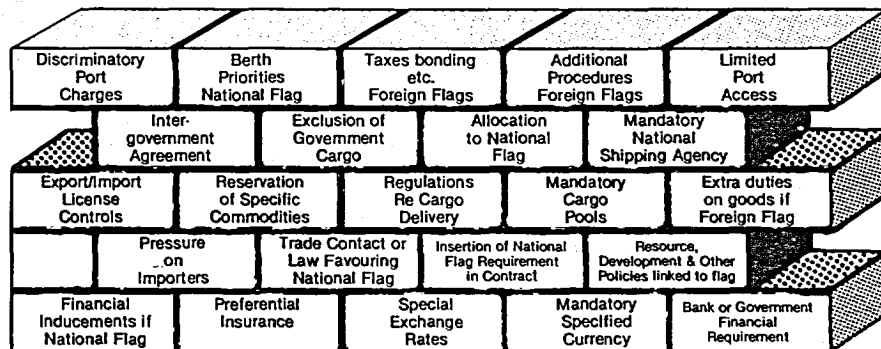 Discriminatory
Port
Charges
Berth
Priorities
National Flag
Taxes bonding
etc.
Foreign Flags
Additional
Procedures
Foreign Flags
Limited
Port
Access
Inter-
government
Agreement
Exclusion of
Government
Cargo
Allocation
to National
Flag
Mandatory
National
Shipping Agency
Export/Import
License
Controls
Reservation
of Specific
Commodities
Regulations
Re Cargo
Delivery
Mandatory
Cargo
Pools
Extra duties
on goods if
Foreign Flag
Pressure
on
Importers
Trade Contact or
Law Favouring
National Flag
Insertion of National
Flag Requirement
in Contract
Resource,
Development & Other
Policies linked to flag
Financial
Inducements if
National Flag
Preferential
Insurance
Special
Exchange
Rates
Mandatory
Specified
Currency
Bank or Government
Financial
Requirement